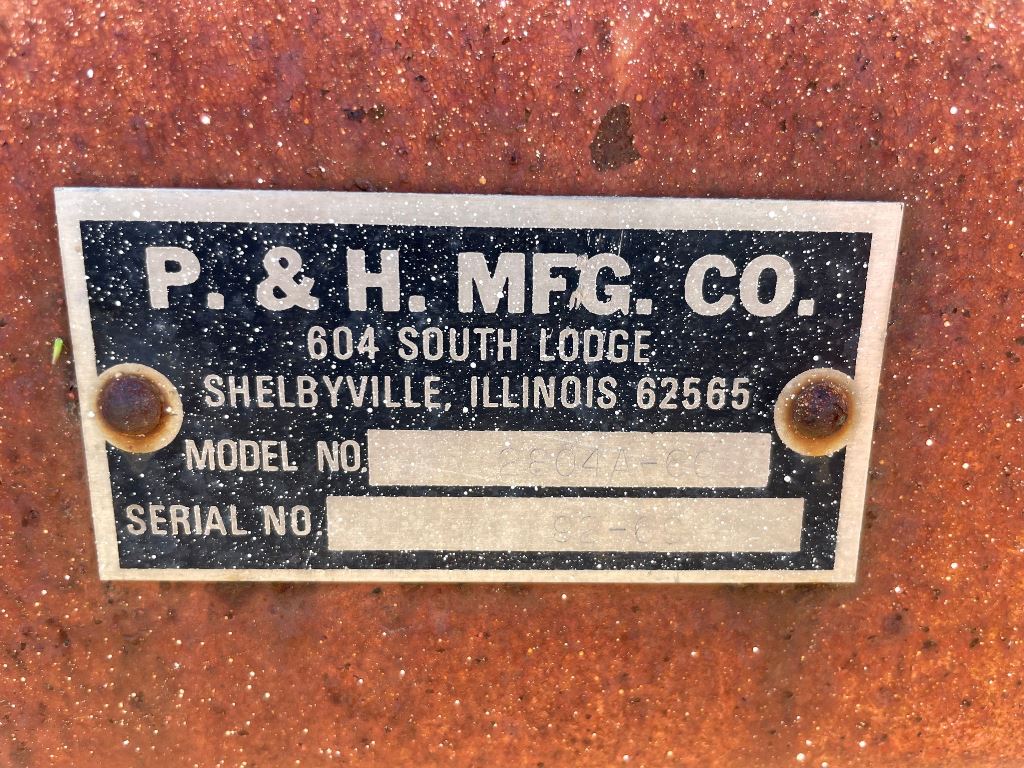 P. & H. MFG. CO.
604 SOUTH LODGE
SHELBYVILLE, ILLINOIS 62565
MODEL NO.
SERIAL NO.